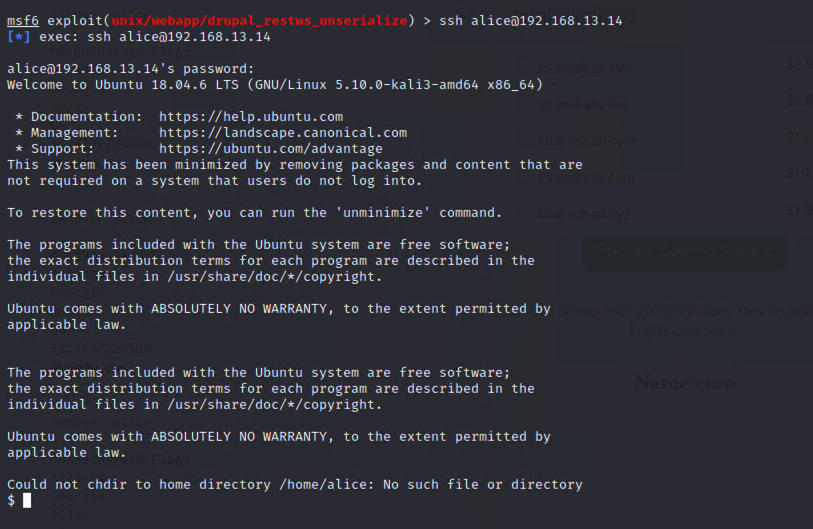 msf6 exploit(unix/webapp/drupal_restws_unserialize) > ssh alice@192.168.13.14
[*] exec: ssh alice@192.168.13.14
alice@192.168.13.14's password:
Welcome to Ubuntu 18.04.6 LTS (GNU/Linux 5.10.0-kali3-amd64 x86_64)
* Documentation:  https://help.ubuntu.com
* Management:     https://landscape.canonical.com
* Support:        https://ubuntu.com/advantage
This system has been minimized by removing packages and content that are
not required on a system that users do not log into.
To restore this content, you can run the 'unminimize' command.
The programs included with the Ubuntu system are free software;
the exact distribution terms for each program are described in the
individual files in /usr/share/doc/*/copyright.
Ubuntu comes with ABSOLUTELY NO WARRANTY, to the extent permitted by
applicable law.
The programs included with the Ubuntu system are free software;
the exact distribution terms for each program are described in the
individual files in /usr/share/doc/*/copyright.
Ubuntu comes with ABSOLUTELY NO WARRANTY, to the extent permitted by
applicable law.
Could not chdir to home directory /home/alice: No such file or directory
$
Name.com